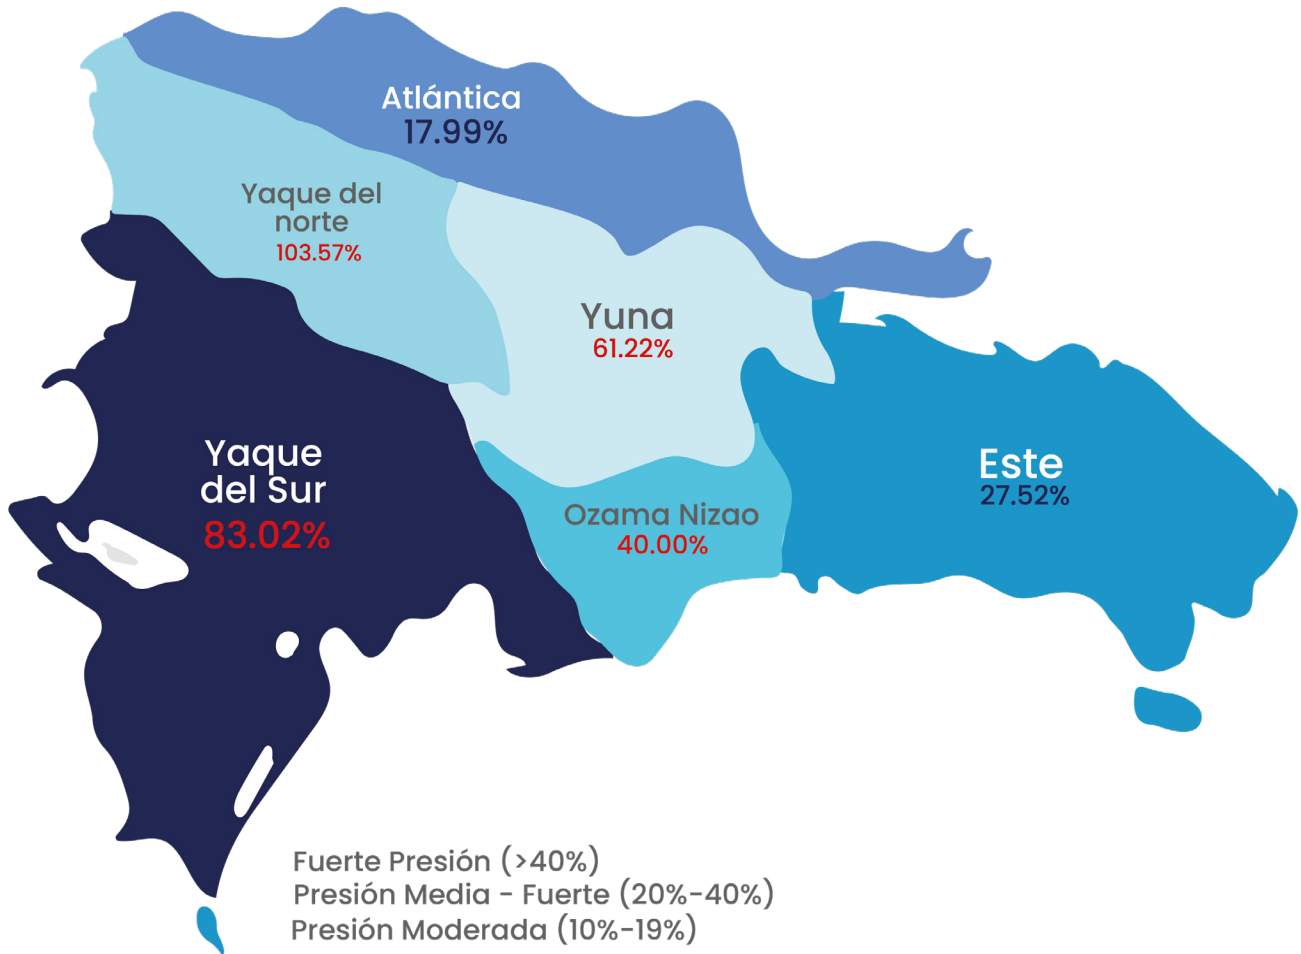 Atlántica
17.99%
Yaque del
norte
103.57%
Yuna
61.22%
Yaque
del Sur
83.02%
Este
27.52%
Ozama Nizao
40.00%
Fuerte Presión (>40%)
Presión Media - Fuerte (20%-40%)
Presión Moderada (10%-19%)